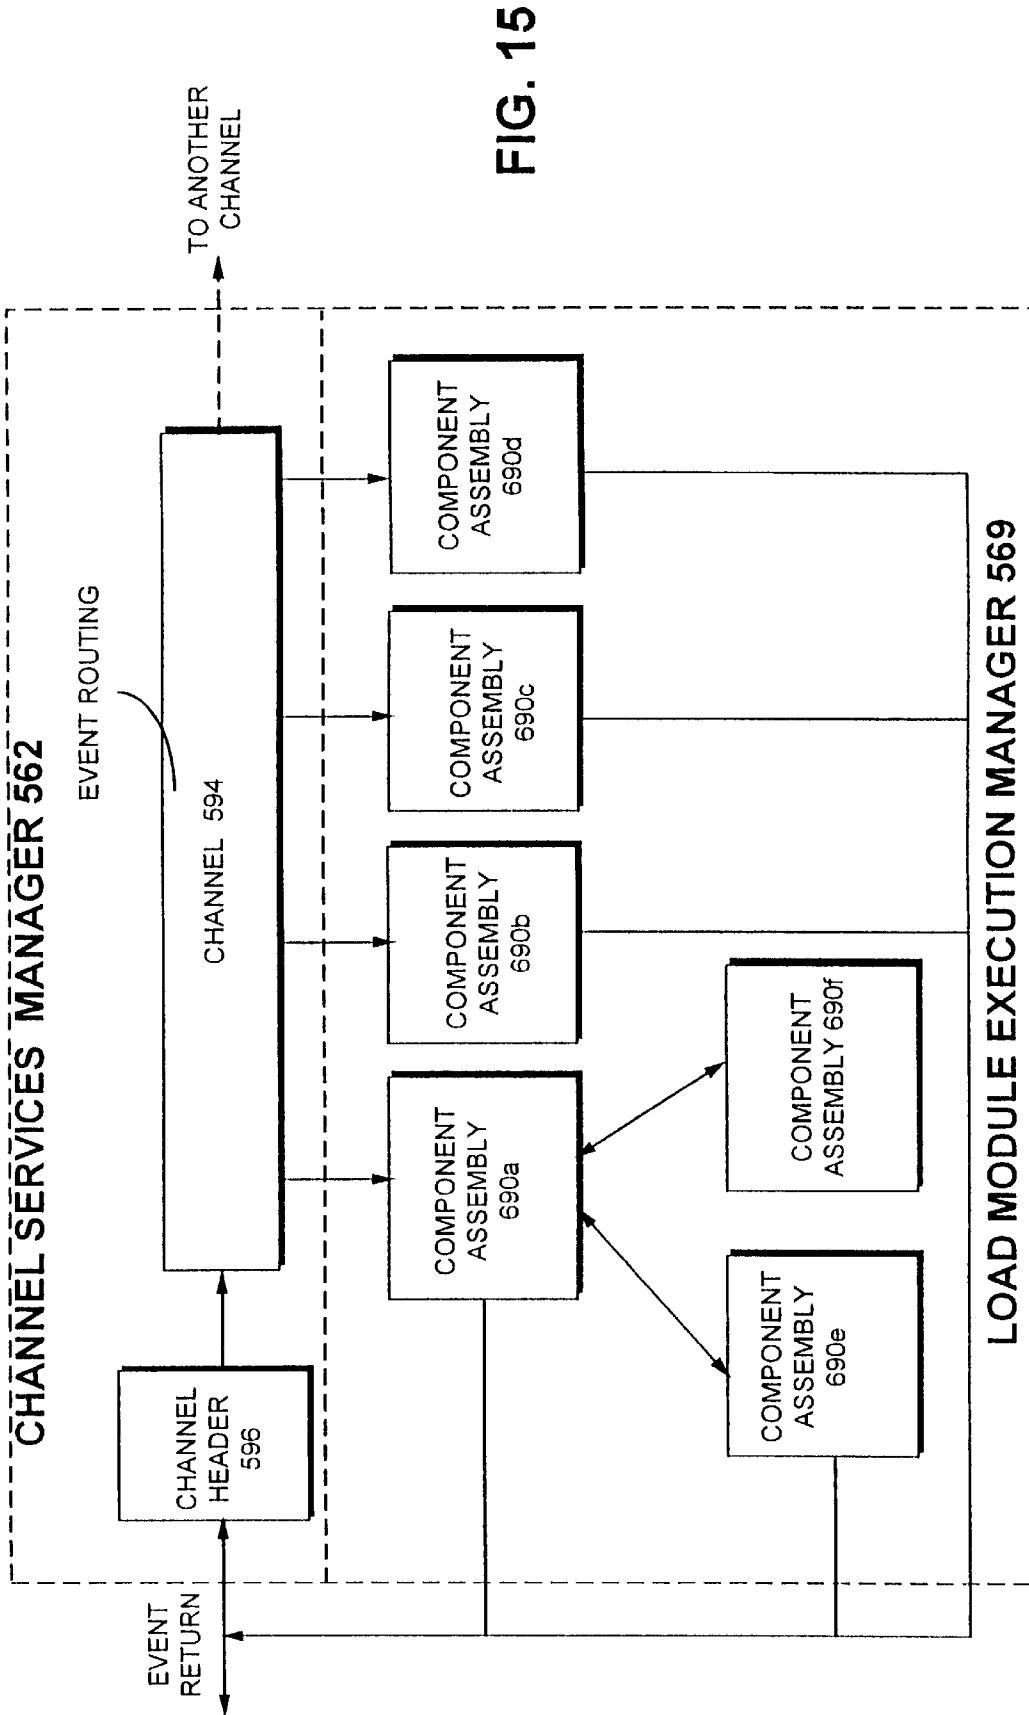 CHANNEL SERVICES MANAGER 562
EVENT ROUTING
TO ANOTHER
CHANNEL
EVENT
RETURN
CHANNEL
HEADER
596
CHANNEL 594
COMPONENT
ASSEMBLY
690a
COMPONENT
ASSEMBLY
690b
COMPONENT
ASSEMBLY
690c
COMPONENT
ASSEMBLY
690d
COMPONENT
ASSEMBLY
690e
COMPONENT
ASSEMBLY 690f
LOAD MODULE EXECUTION MANAGER 569
FIG. 15